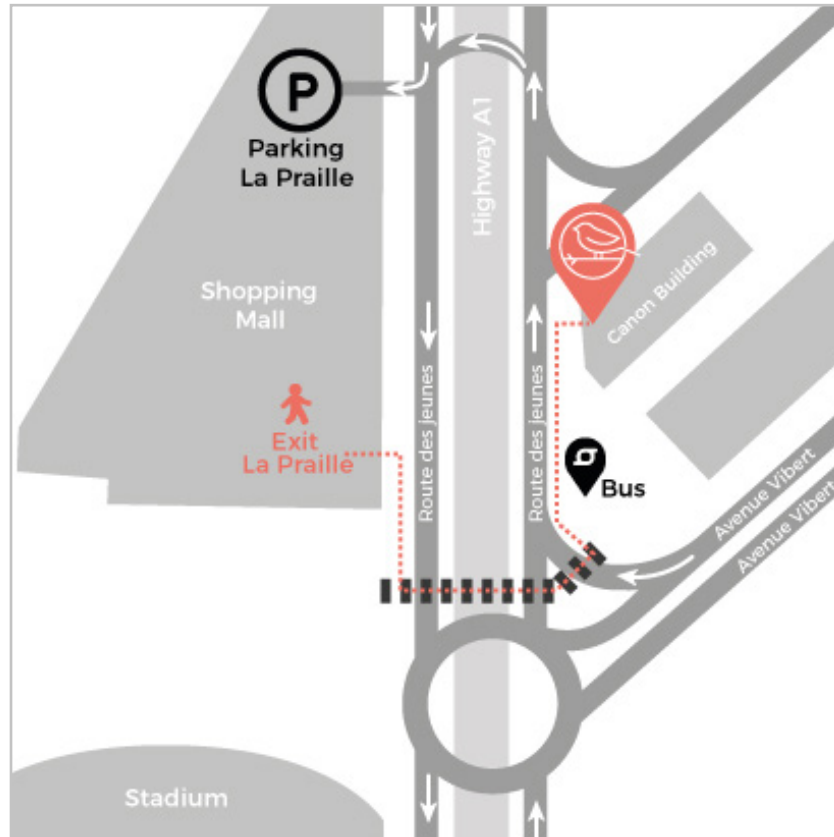 P
Parking
La Praille
Highway A1
Shopping
Mall
Canon Building
Exit
La Praille
Route des jeunes
Route des jeunes
Bus
Avenue Vibert
Avenue Vibert
Stadium